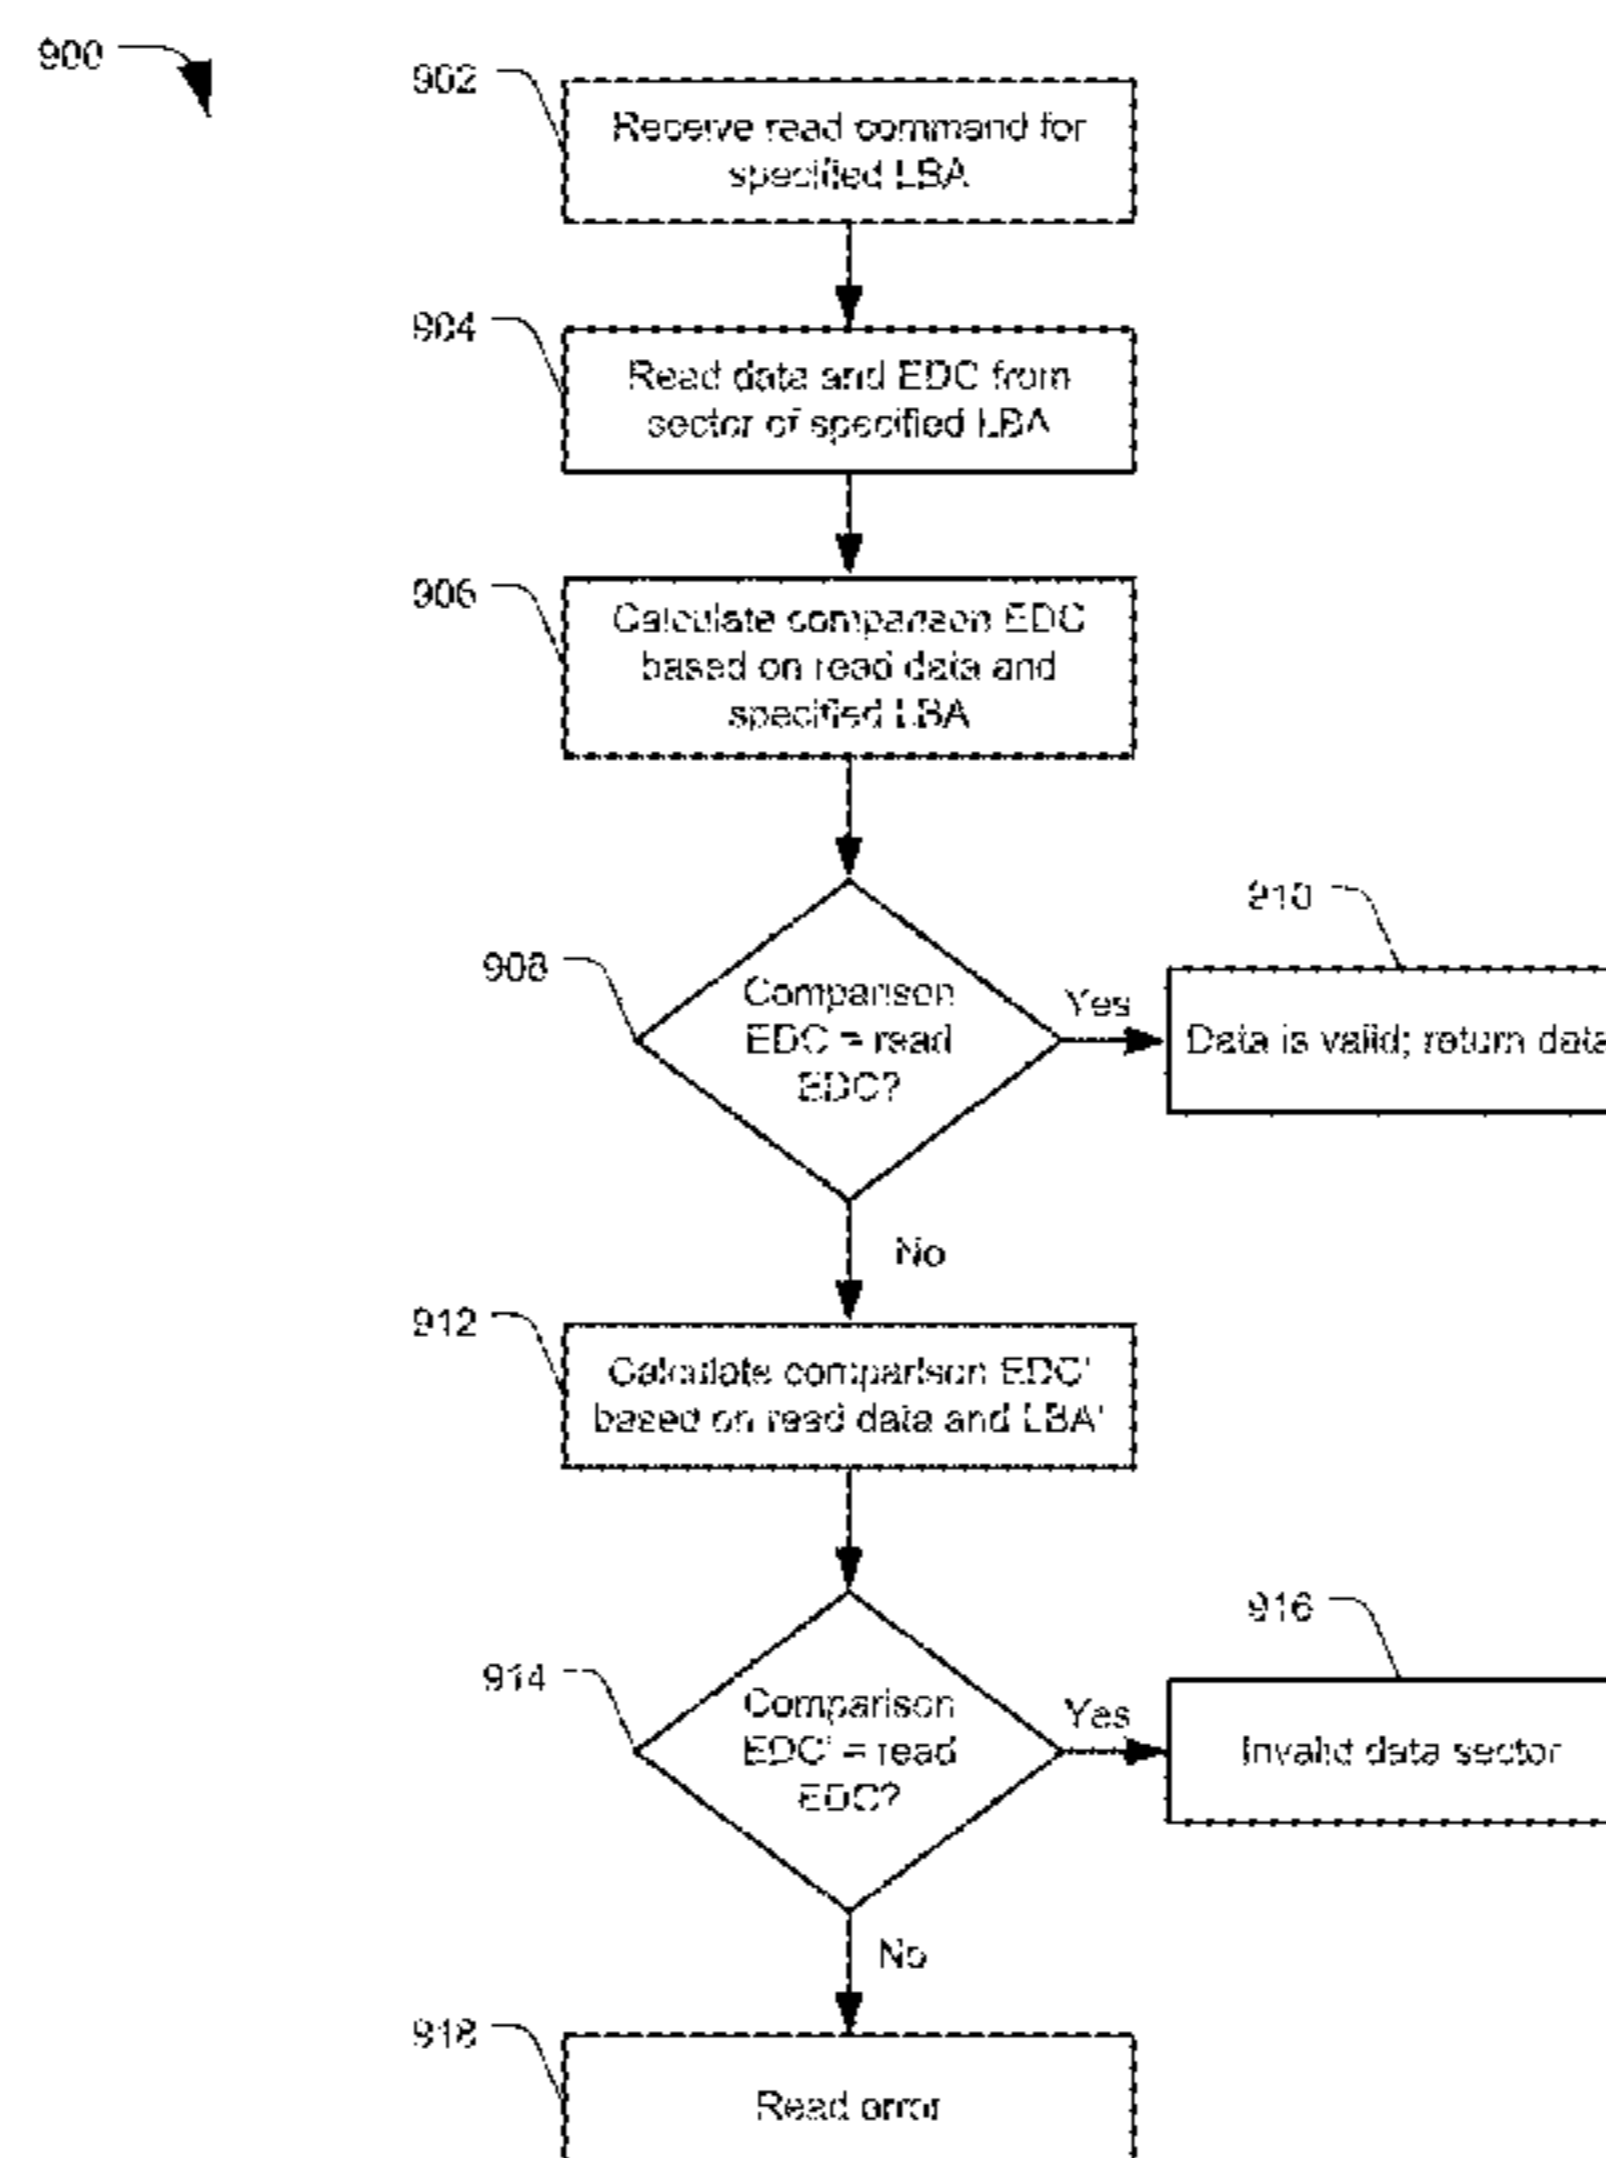 900
902
Receive read command for
specified LBA
904
Read data and EDC from
sector of specified LBA
906
Calculate comparison EDC
based on read data and
specified LBA
908
Comparison
EDC = read
EDC?
Yes
910
Data is valid; return data
No
912
Calculate comparison EDC'
based on read data and LBA'
914
Comparison
EDC' = read
EDC?
Yes
916
Invalid data sector
No
918
Read error